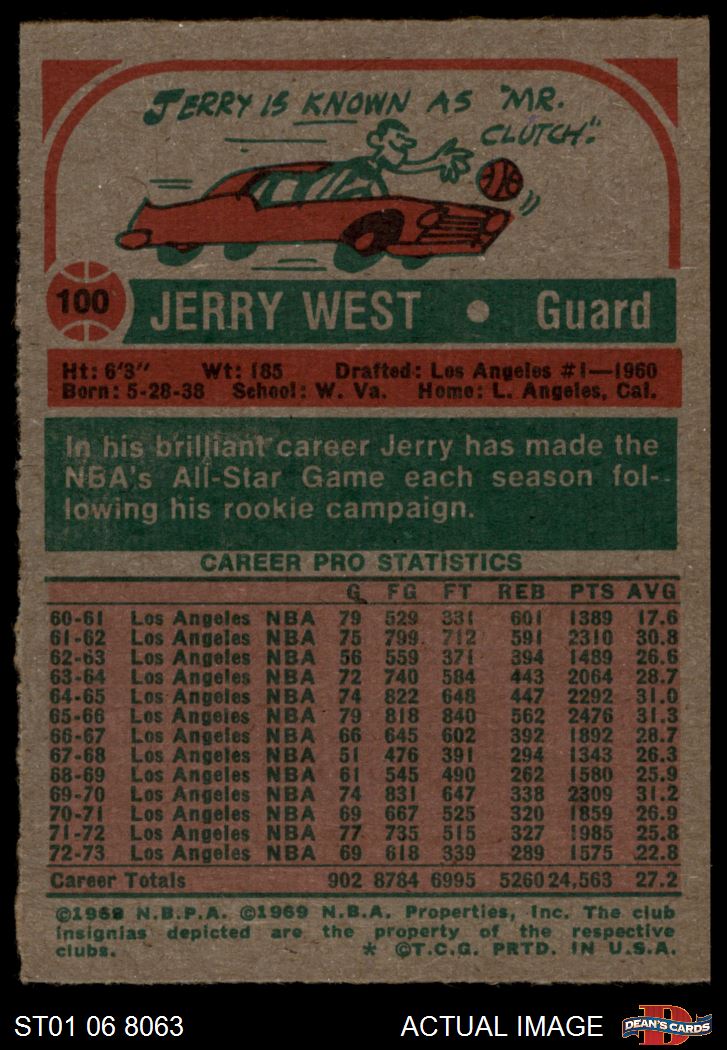 JERRY IS KNOWN AS "MR.
CLUTCH."
100 JERRY WEST • Guard
Ht: 6'3" Wt: 185 Drafted: Los Angeles #1—1960
Born: 5-28-38 School: W. Va. Home: L. Angeles, Cal.
In his brilliant career Jerry has made the
NBA's All-Star Game each season fol-
lowing his rookie campaign.
CAREER PRO STATISTICS
G FG FT REB PTS AVG
60-61 Los Angeles NBA 79 529 331 601 1389 17.6
61-62 Los Angeles NBA 75 799 712 591 2310 30.8
62-63 Los Angeles NBA 56 559 371 394 1489 26.6
63-64 Los Angeles NBA 72 740 584 443 2064 28.7
64-65 Los Angeles NBA 74 822 648 447 2292 31.0
65-66 Los Angeles NBA 79 818 840 562 2476 31.3
66-67 Los Angeles NBA 66 645 602 392 1892 28.7
67-68 Los Angeles NBA 51 476 391 294 1343 26.3
68-69 Los Angeles NBA 61 545 490 262 1580 25.9
69-70 Los Angeles NBA 74 831 647 338 2309 31.2
70-71 Los Angeles NBA 69 667 525 320 1859 26.9
71-72 Los Angeles NBA 77 735 515 327 1985 25.8
72-73 Los Angeles NBA 69 618 339 289 1575 22.8
Career Totals 902 8784 6995 5260 24,563 27.2
©1968 N.B.P.A. ©1969 N.B.A. Properties, Inc. The club
insignias depicted are the property of the respective
clubs. * ©T.C.G. PRTD. IN U.S.A.
ST01 06 8063 ACTUAL IMAGE
D
DEAN'S CARDS